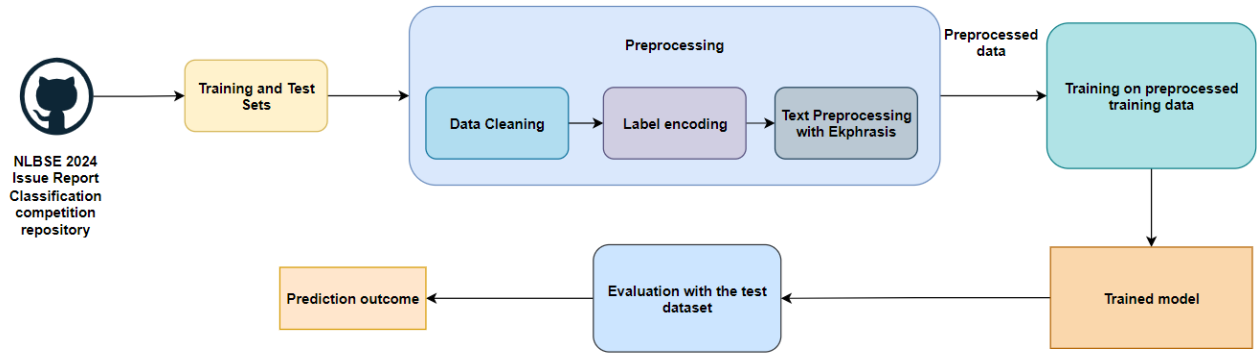 NLBSE 2024
Issue Report
Classification
competition
repository
Training and Test
Sets
Preprocessing
Data Cleaning
Label encoding
Text Preprocessing
with Ekphrasis
Preprocessed
data
Training on preprocessed
training data
Trained model
Evaluation with the test
dataset
Prediction outcome